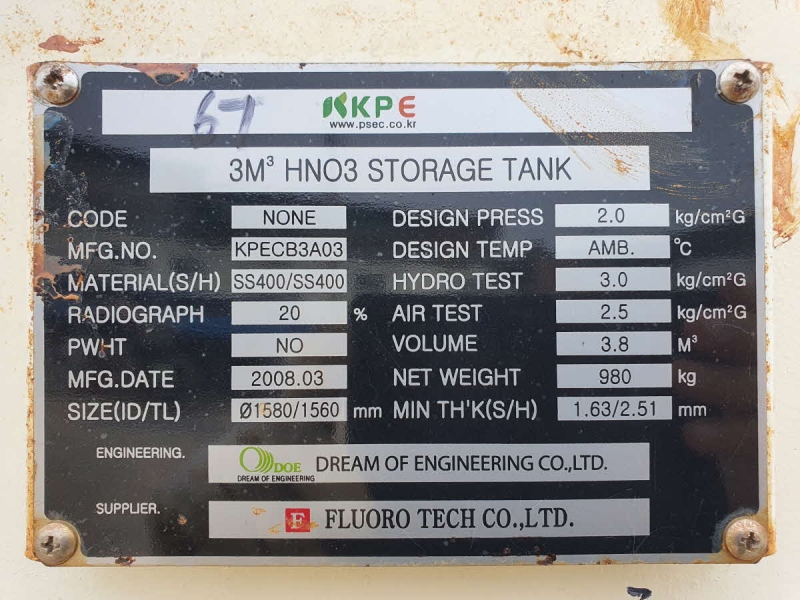 67
KKPE
www.psec.co.kr
3M³ HNO3 STORAGE TANK
CODE NONE DESIGN PRESS 2.0 kg/cm²G
MFG.NO. KPECB3A03 DESIGN TEMP AMB. ℃
MATERIAL(S/H) SS400/SS400 HYDRO TEST 3.0 kg/cm²G
RADIOGRAPH 20 % AIR TEST 2.5 kg/cm²G
PWHT NO VOLUME 3.8 M³
MFG.DATE 2008.03 NET WEIGHT 980 kg
SIZE(ID/TL) Ø1580/1560 mm MIN TH'K(S/H) 1.63/2.51 mm
ENGINEERING. DOE DREAM OF ENGINEERING CO.,LTD.
DREAM OF ENGINEERING
SUPPLIER. F FLUORO TECH CO.,LTD.